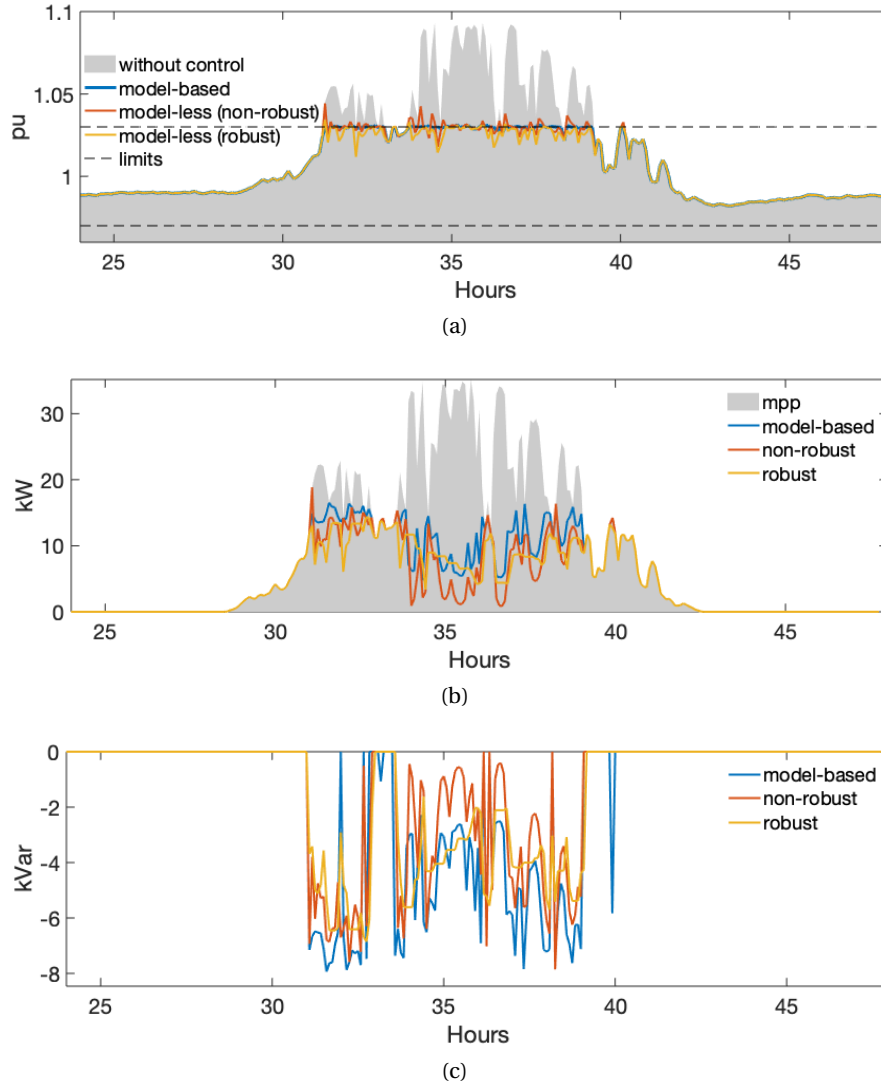 1.1
1.05
1
pu
without control
model-based
model-less (non-robust)
model-less (robust)
limits
25 30 35 40 45
Hours
(a)
30
20
10
0
kW
mpp
model-based
non-robust
robust
25 30 35 40 45
Hours
(b)
0
-2
-4
-6
-8
kVar
model-based
non-robust
robust
25 30 35 40 45
Hours
(c)